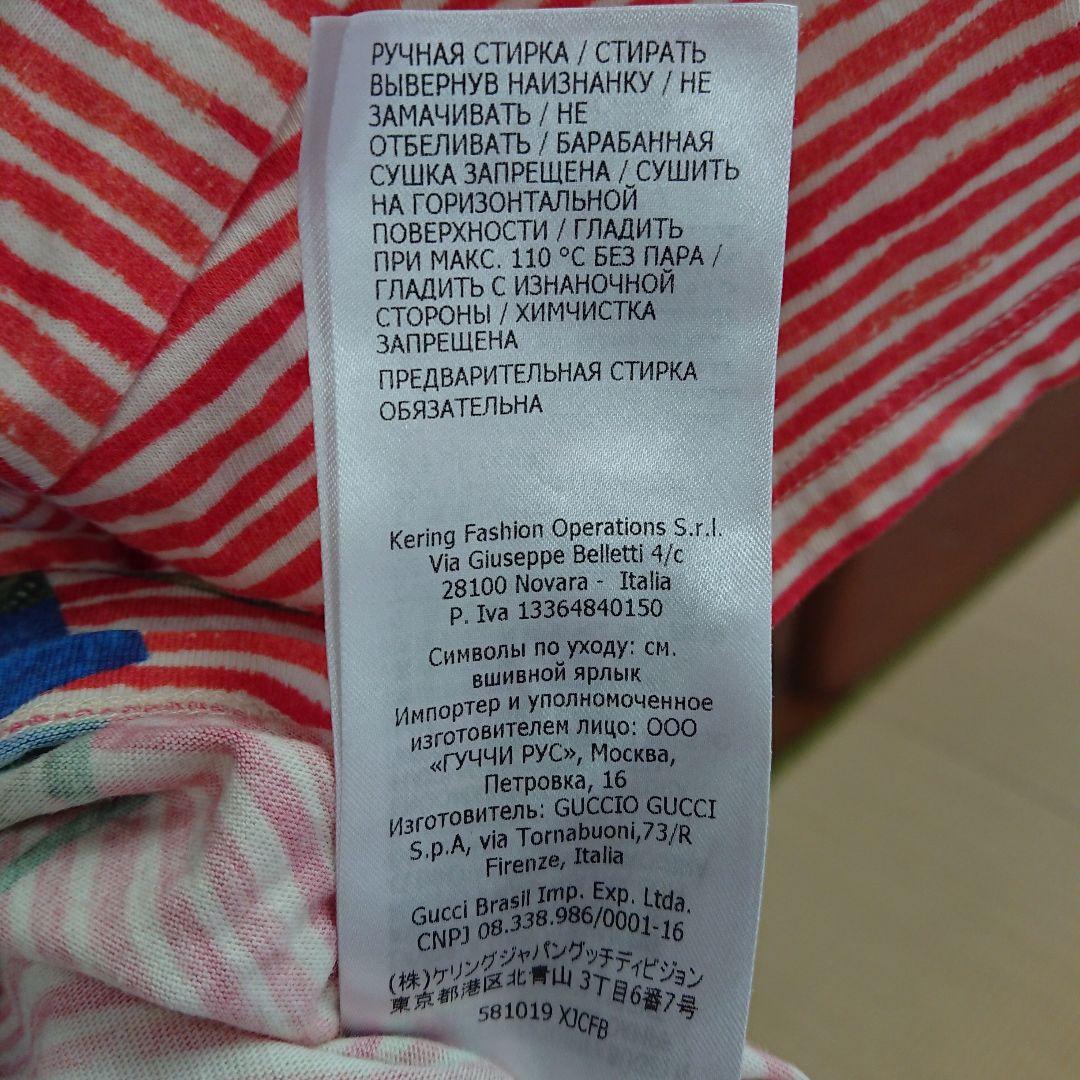 РУЧНАЯ СТИРКА / СТИРАТЬ
ВЫВЕРНУВ НАИЗНАНКУ / НЕ
ЗАМАЧИВАТЬ / НЕ
ОТБЕЛИВАТЬ / БАРАБАННАЯ
СУШКА ЗАПРЕЩЕНА / СУШИТЬ
НА ГОРИЗОНТАЛЬНОЙ
ПОВЕРХНОСТИ / ГЛАДИТЬ
ПРИ МАКС. 110 °C БЕЗ ПАРА /
ГЛАДИТЬ С ИЗНАНОЧНОЙ
СТОРОНЫ / ХИМЧИСТКА
ЗАПРЕЩЕНА
ПРЕДВАРИТЕЛЬНАЯ СТИРКА
ОБЯЗАТЕЛЬНА
Kering Fashion Operations S.r.l.
Via Giuseppe Belletti 4/c
28100 Novara - Italia
P. Iva 13364840150
Символы по уходу: см.
вшивной ярлык
Импортер и уполномоченное
изготовителем лицо: ООО
«ГУЧЧИ РУС», Москва,
Петровка, 16
Изготовитель: GUCCIO GUCCI
S.p.A, via Tornabuoni,73/R
Firenze, Italia
Gucci Brasil Imp. Exp. Ltda.
CNPJ 08.338.986/0001-16
(株)ケリングジャパングッチディビジョン
東京都港区北青山 3丁目6番7号
581019 XJCFB